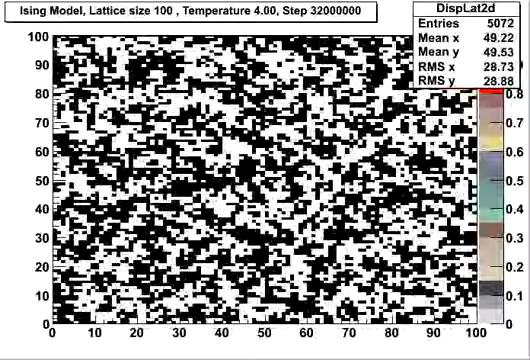 Ising Model, Lattice size 100 , Temperature 4.00, Step 32000000
DispLat2d
Entries 5072
Mean x 49.22
Mean y 49.53
RMS x 28.73
RMS y 28.88
100
90
80
70
60
50
40
30
20
10
0
0 10 20 30 40 50 60 70 80 90 100
0.8
0.7
0.6
0.5
0.4
0.3
0.2
0.1
0